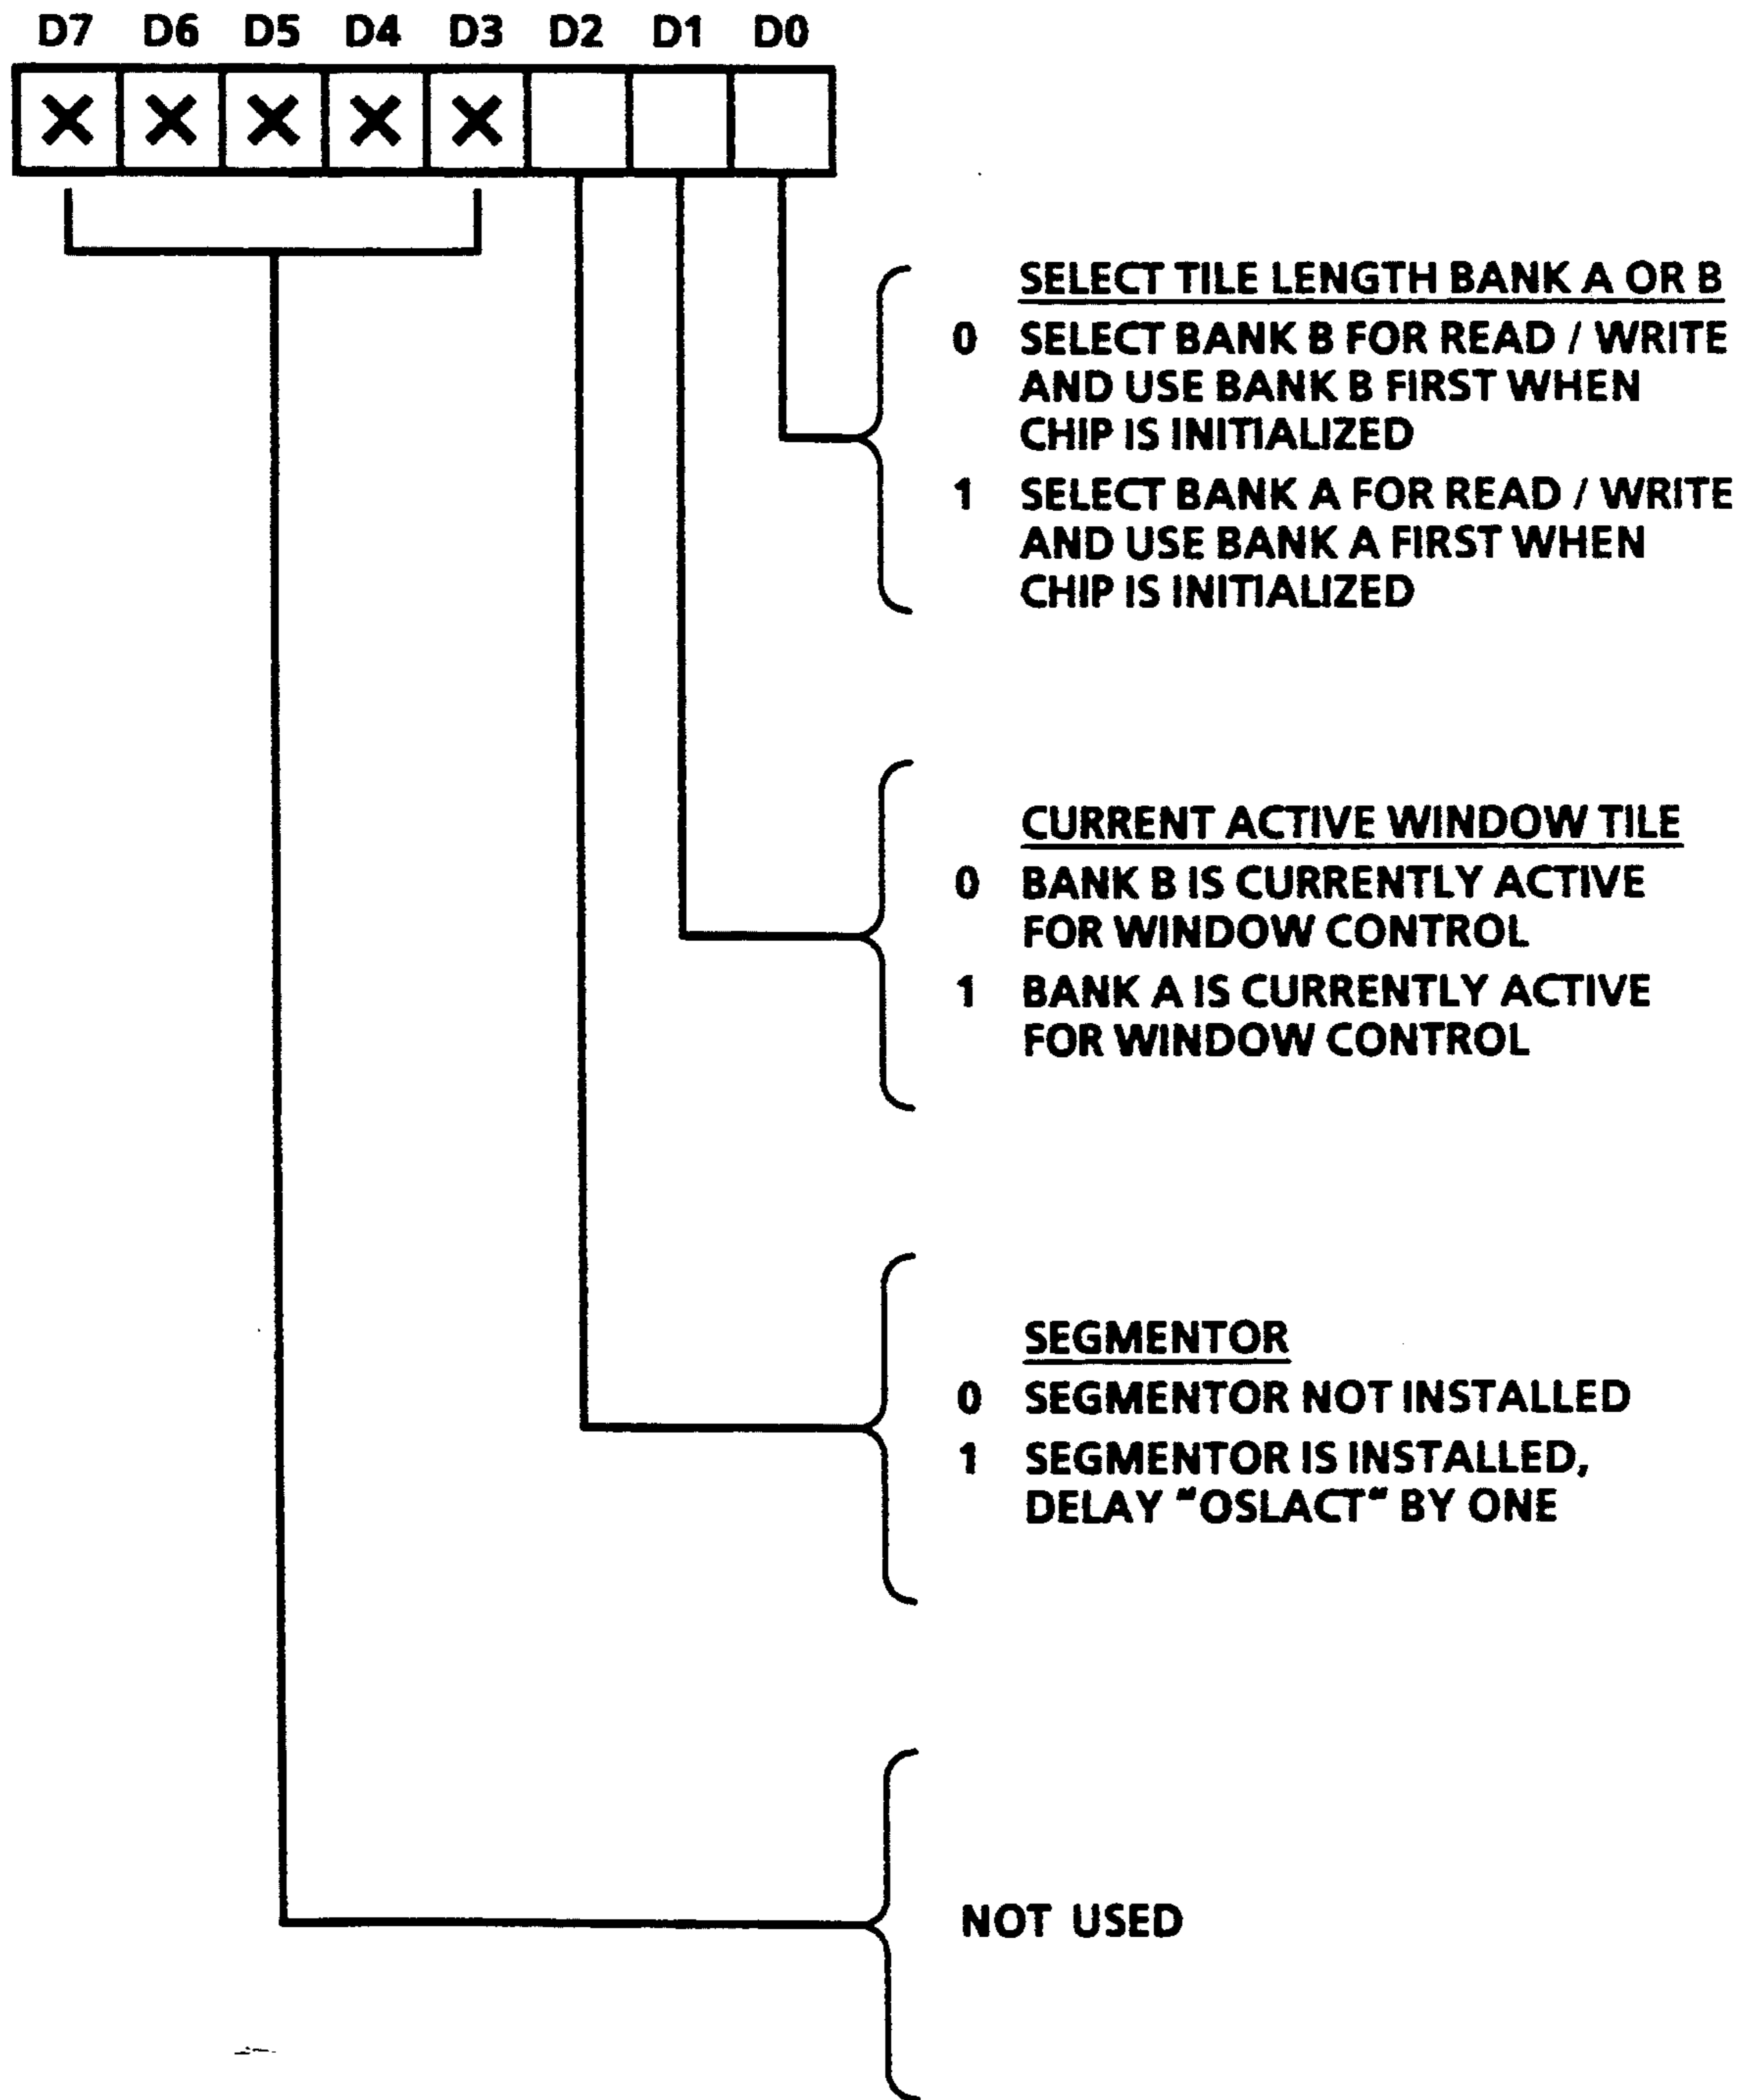 D7 D6 D5 D4 D3 D2 D1 D0
X X X X X
SELECT TILE LENGTH BANK A OR B
0 SELECT BANK B FOR READ / WRITE
AND USE BANK B FIRST WHEN
CHIP IS INITIALIZED
1 SELECT BANK A FOR READ / WRITE
AND USE BANK A FIRST WHEN
CHIP IS INITIALIZED
CURRENT ACTIVE WINDOW TILE
0 BANK B IS CURRENTLY ACTIVE
FOR WINDOW CONTROL
1 BANK A IS CURRENTLY ACTIVE
FOR WINDOW CONTROL
SEGMENTOR
0 SEGMENTOR NOT INSTALLED
1 SEGMENTOR IS INSTALLED,
DELAY "OSLACT" BY ONE
NOT USED